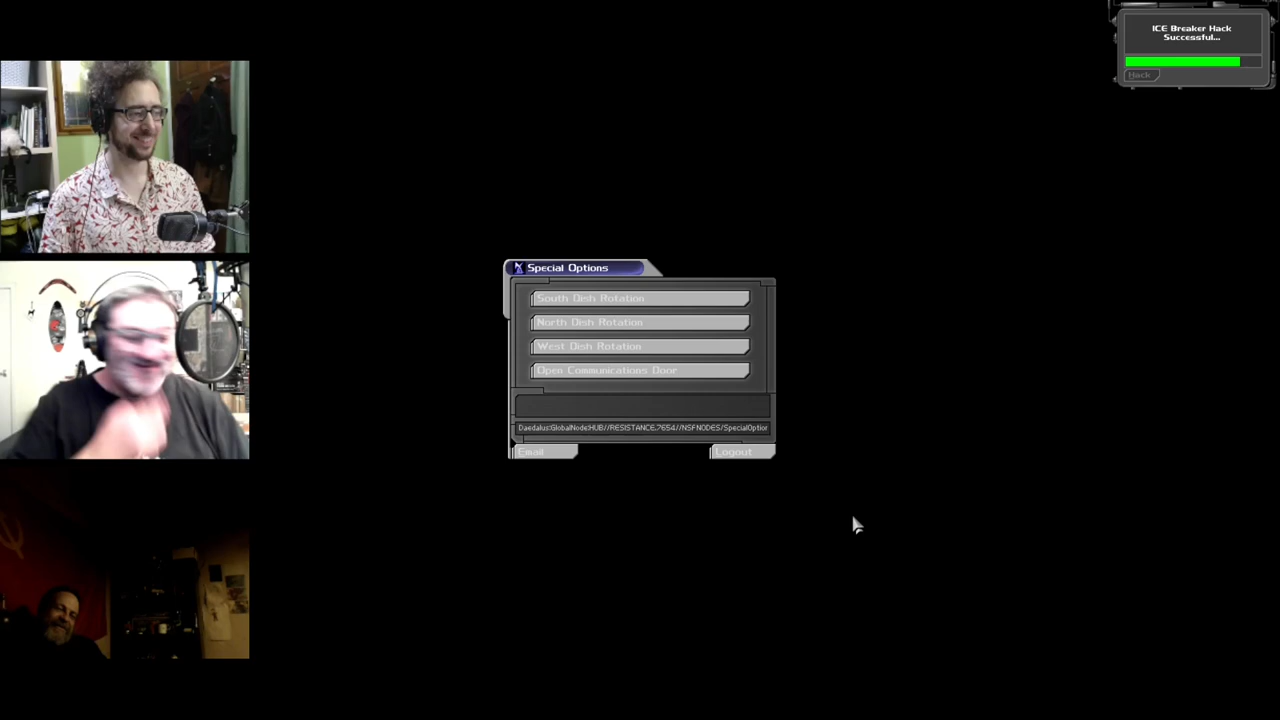 ICE Breaker Hack
Successful...
Hack
Special Options
South Dish Rotation
North Dish Rotation
West Dish Rotation
Open Communications Door
Daedalus:GlobalNode:HUB//RESISTANCE.7654//NSFNODES/SpecialOption
Email
Logout